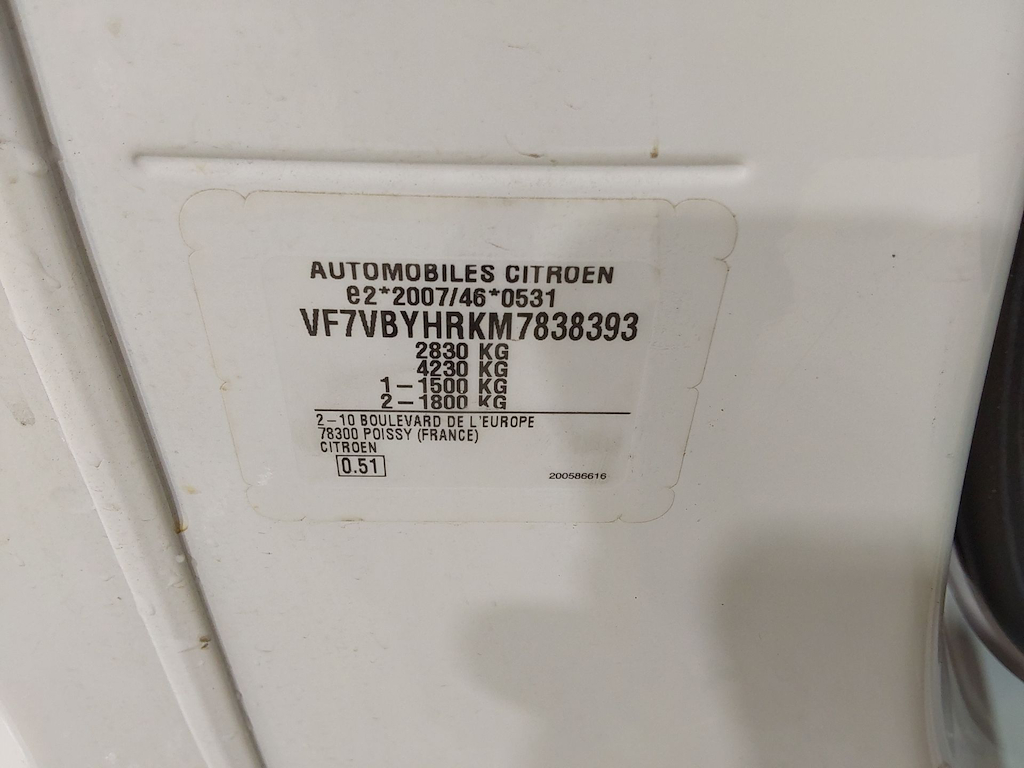 AUTOMOBILES CITROEN
e2*2007/46*0531
VF7VBYHRKM7838393
2830 KG
4230 KG
1-1500 KG
2-1800 KG
2-10 BOULEVARD DE L'EUROPE
78300 POISSY (FRANCE)
CITROEN
0.51
200586616